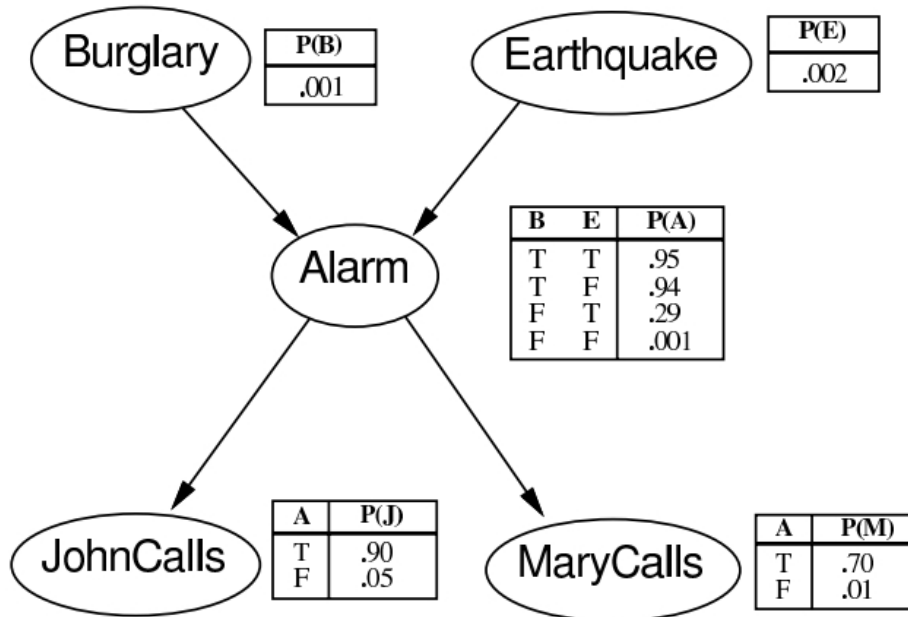 Burglary
P(B)
.001
Earthquake
P(E)
.002
Alarm
B E P(A)
T T .95
T F .94
F T .29
F F .001
JohnCalls
A P(J)
T .90
F .05
MaryCalls
A P(M)
T .70
F .01